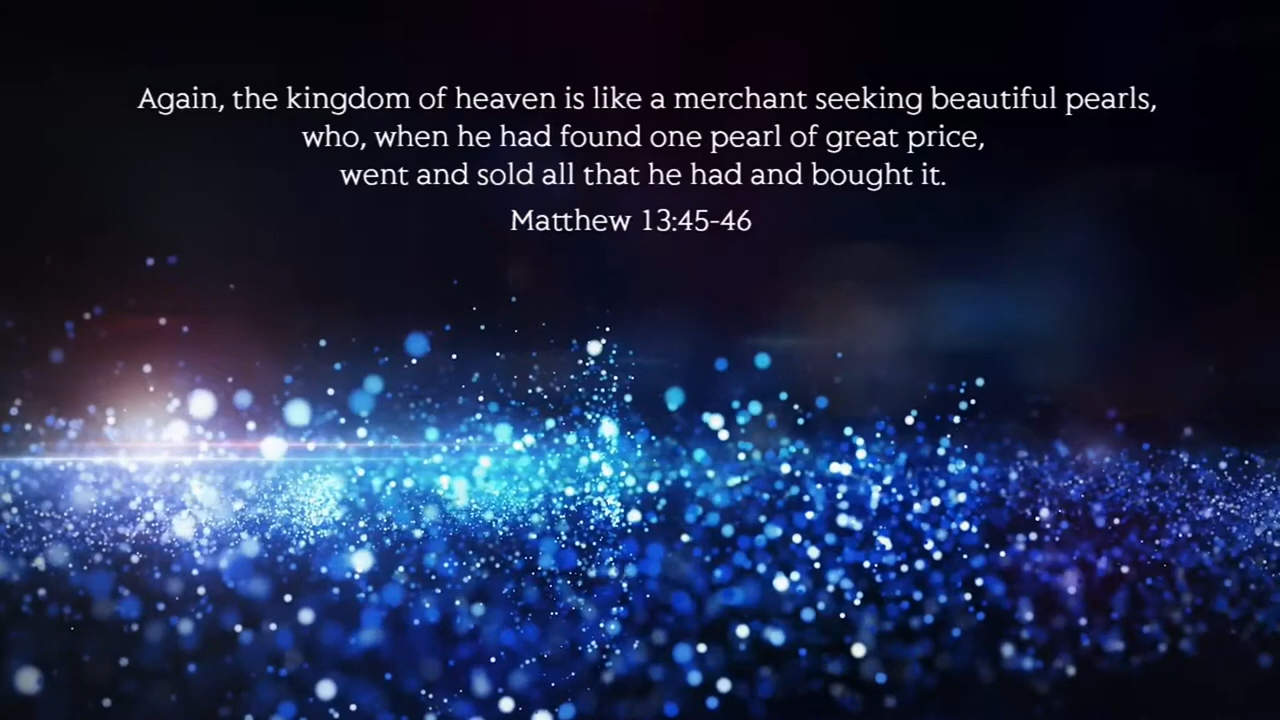 Again, the kingdom of heaven is like a merchant seeking beautiful pearls,
who, when he had found one pearl of great price,
went and sold all that he had and bought it.
Matthew 13:45-46